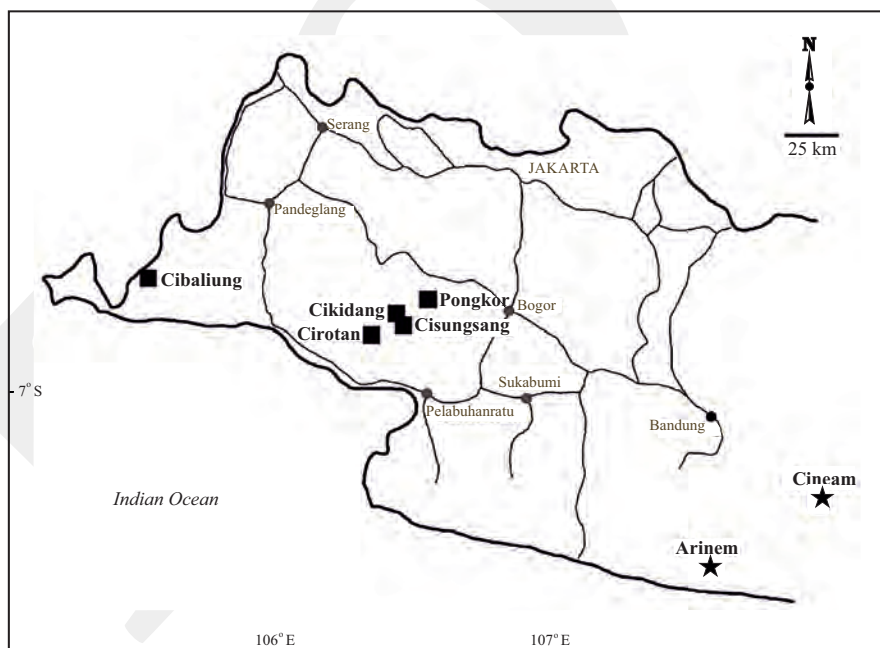 N
25 km
Serang
JAKARTA
Pandeglang
Cibaliung
Pongkor
Cikidang
Bogor
Cisungsang
Cirotan
7° S
Sukabumi
Pelabuhanratu
Bandung
Cineam
Indian Ocean
Arinem
106° E
107° E